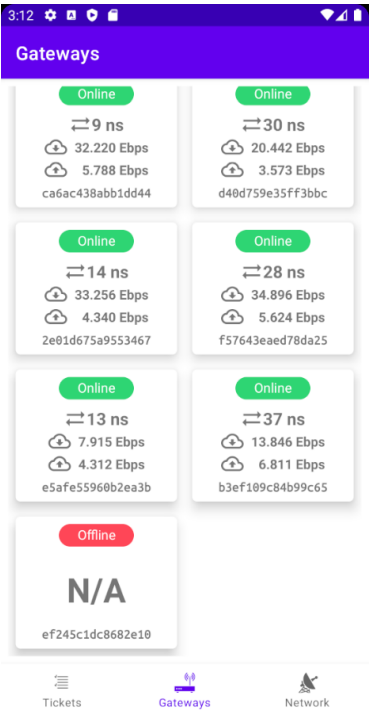 3:12
Gateways
Online
9 ns
32.220 Ebps
5.788 Ebps
ca6ac438abb1dd44
Online
30 ns
20.442 Ebps
3.573 Ebps
d40d759e35ff3bbc
Online
14 ns
33.256 Ebps
4.340 Ebps
2e01d675a9553467
Online
28 ns
34.896 Ebps
5.624 Ebps
f57643eaed78da25
Online
13 ns
7.915 Ebps
4.312 Ebps
e5afe55960b2ea3b
Online
37 ns
13.846 Ebps
6.811 Ebps
b3ef109c84b99c65
Offline
N/A
ef245c1dc8682e10
Tickets
Gateways
Network